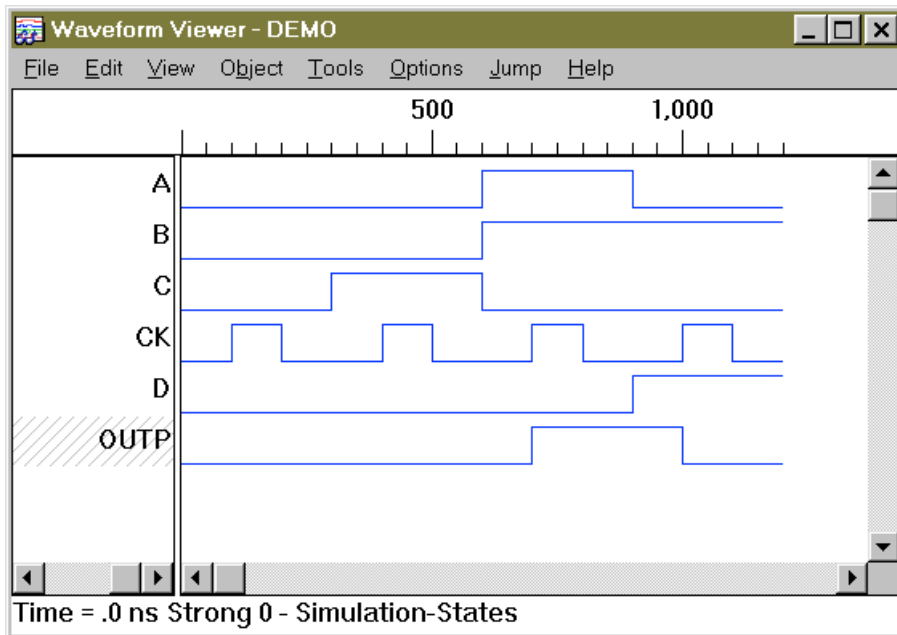 Waveform Viewer - DEMO
File Edit View Object Tools Options Jump Help
500 1,000
A
B
C
CK
D
OUTP
Time = .0 ns Strong 0 - Simulation-States